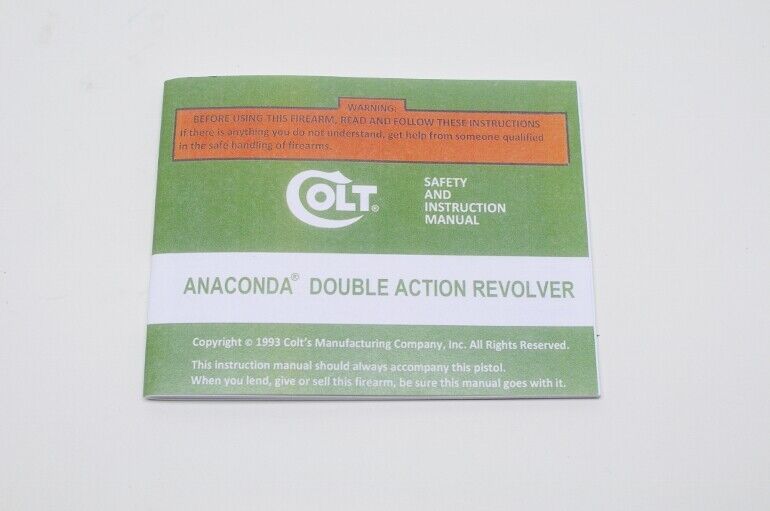 WARNING:
BEFORE USING THIS FIREARM, READ AND FOLLOW THESE INSTRUCTIONS
If there is anything you do not understand, get help from someone qualified
in the safe handling of firearms.
COLT®
SAFETY
AND
INSTRUCTION
MANUAL
ANACONDA® DOUBLE ACTION REVOLVER
Copyright © 1993 Colt's Manufacturing Company, Inc. All Rights Reserved.
This instruction manual should always accompany this pistol.
When you lend, give or sell this firearm, be sure this manual goes with it.